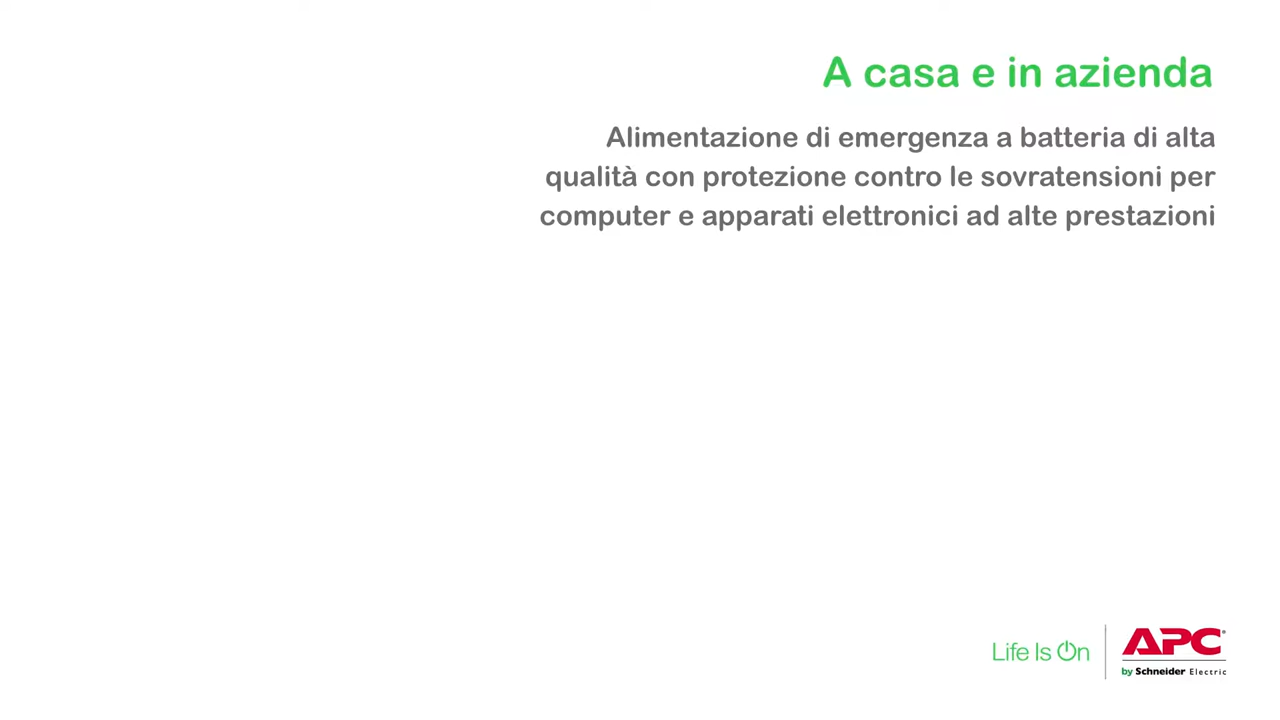 A casa e in azienda
Alimentazione di emergenza a batteria di alta
qualità con protezione contro le sovratensioni per
computer e apparati elettronici ad alte prestazioni
Life Is On
APC®
by Schneider Electric